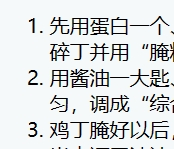 1. 先用蛋白一个、
碎丁并用“腌
2. 用酱油一大匙、
匀，调成“综
3. 鸡丁腌好以后，